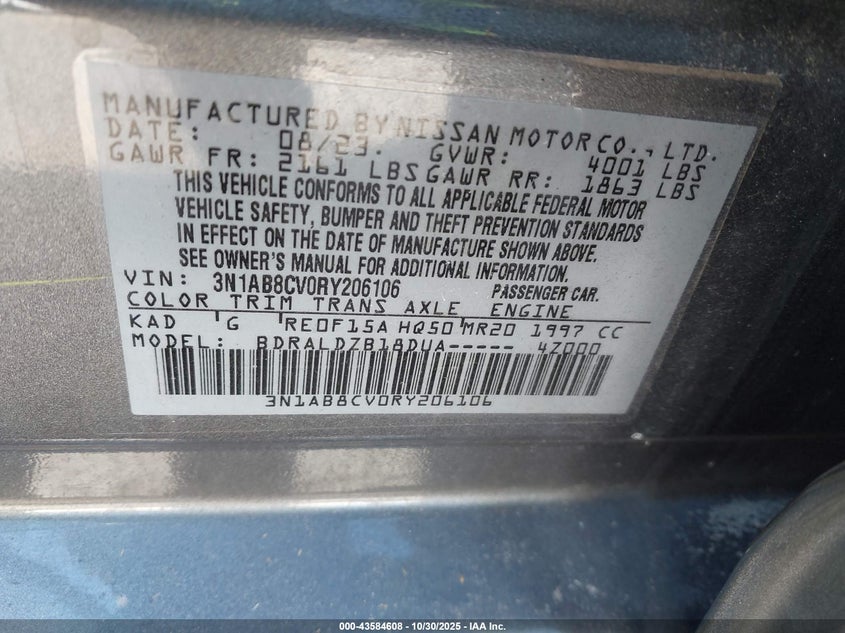 MANUFACTURED BY NISSAN MOTOR CO., LTD.
DATE: 08/23. GVWR: 4001 LBS
GAWR FR: 2161 LBS GAWR RR: 1863 LBS
THIS VEHICLE CONFORMS TO ALL APPLICABLE FEDERAL MOTOR
VEHICLE SAFETY, BUMPER AND THEFT PREVENTION STANDARDS
IN EFFECT ON THE DATE OF MANUFACTURE SHOWN ABOVE.
SEE OWNER'S MANUAL FOR ADDITIONAL INFORMATION.
VIN: 3N1AB8CV0RY206106 PASSENGER CAR.
COLOR TRIM TRANS AXLE ENGINE
KAD G RE0F15A HQ50 MR20 1997 CC
MODEL: BDRALDZB18DUA----- 4Z000
3N1AB8CV0RY206106
000-43584608 | 10/30/2025 | IAA Inc.